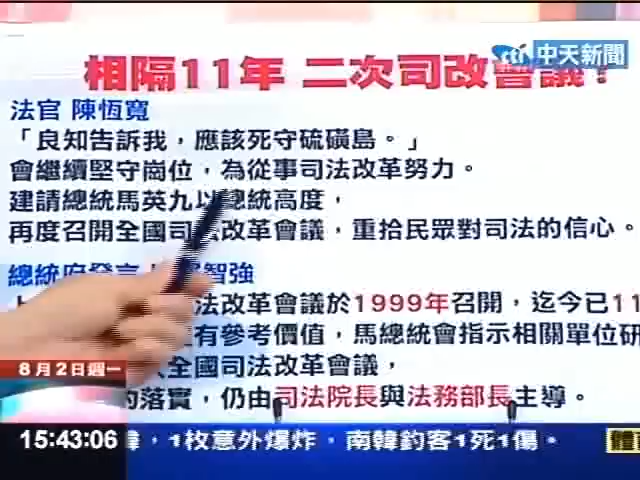 相隔11年 二次司改會議？
cti 中天新聞
法官 陳恆寬
「良知告訴我，應該死守硫磺島。」
會繼續堅守崗位，為從事司法改革努力。
建請總統馬英九以總統高度，
再度召開全國司法改革會議，重拾民眾對司法的信心。
總統府發言 智強
法改革會議於1999年召開，迄今已11
有參考價值，馬總統會指示相關單位研
全國司法改革會議，
的落實，仍由司法院長與法務部長主導。
8月2日週一
15:43:06
，1枚意外爆炸，南韓釣客1死1傷。
體